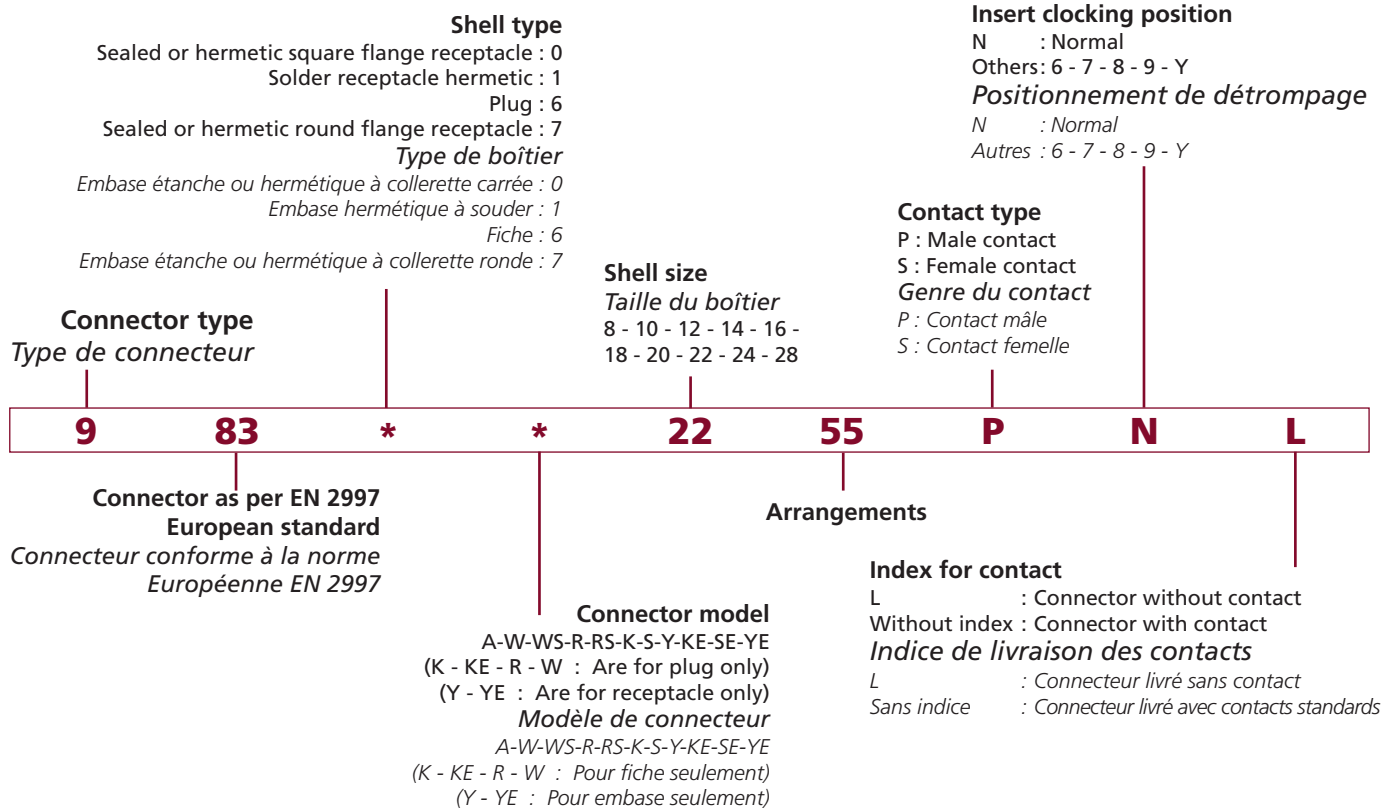 Shell type
Sealed or hermetic square flange receptacle : 0
Solder receptacle hermetic : 1
Plug : 6
Sealed or hermetic round flange receptacle : 7
Type de boîtier
Embase étanche ou hermétique à collerette carrée : 0
Embase hermétique à souder : 1
Fiche : 6
Embase étanche ou hermétique à collerette ronde : 7
Insert clocking position
N : Normal
Others: 6 - 7 - 8 - 9 - Y
Positionnement de détrompage
N : Normal
Autres : 6 - 7 - 8 - 9 - Y
Contact type
P : Male contact
S : Female contact
Genre du contact
P : Contact mâle
S : Contact femelle
Shell size
Taille du boîtier
8 - 10 - 12 - 14 - 16 -
18 - 20 - 22 - 24 - 28
Connector type
Type de connecteur
9 83 * * 22 55 P N L
Connector as per EN 2997
European standard
Connecteur conforme à la norme
Européenne EN 2997
Arrangements
Connector model
A-W-WS-R-RS-K-S-Y-KE-SE-YE
(K - KE - R - W : Are for plug only)
(Y - YE : Are for receptacle only)
Modèle de connecteur
A-W-WS-R-RS-K-S-Y-KE-SE-YE
(K - KE - R - W : Pour fiche seulement)
(Y - YE : Pour embase seulement)
Index for contact
L : Connector without contact
Without index : Connector with contact
Indice de livraison des contacts
L : Connecteur livré sans contact
Sans indice : Connecteur livré avec contacts standards